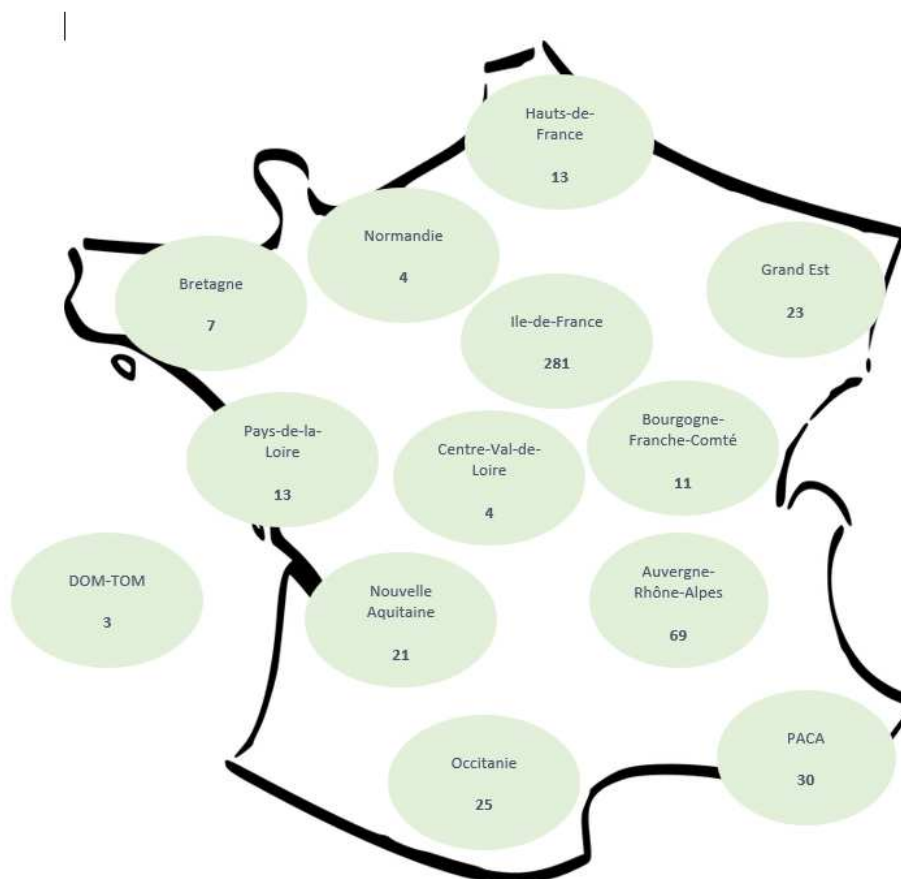 Hauts-de-
France
13
Normandie
4
Bretagne
7
Grand Est
23
Ile-de-France
281
Pays-de-la-
Loire
13
Centre-Val-de-
Loire
4
Bourgogne-
Franche-Comté
11
DOM-TOM
3
Nouvelle
Aquitaine
21
Auvergne-
Rhône-Alpes
69
Occitanie
25
PACA
30